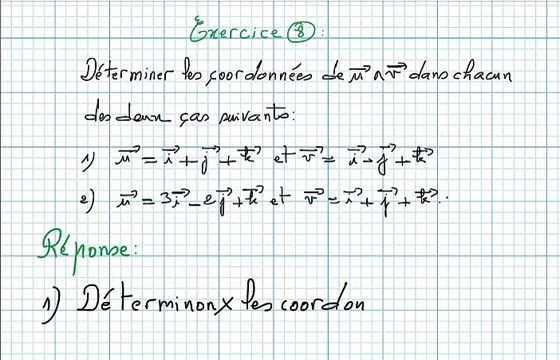 Exercice 8 :
Déterminer les coordonnées de u⃗ ∧ v⃗ dans chacun
des deux cas suivants :
1) u⃗ = i⃗ + j⃗ + k⃗ et v⃗ = i⃗ - j⃗ + k⃗
2) u⃗ = 3i⃗ - 2j⃗ + k⃗ et v⃗ = i⃗ + j⃗ + k⃗.
Réponse :
1) Déterminons les coordon